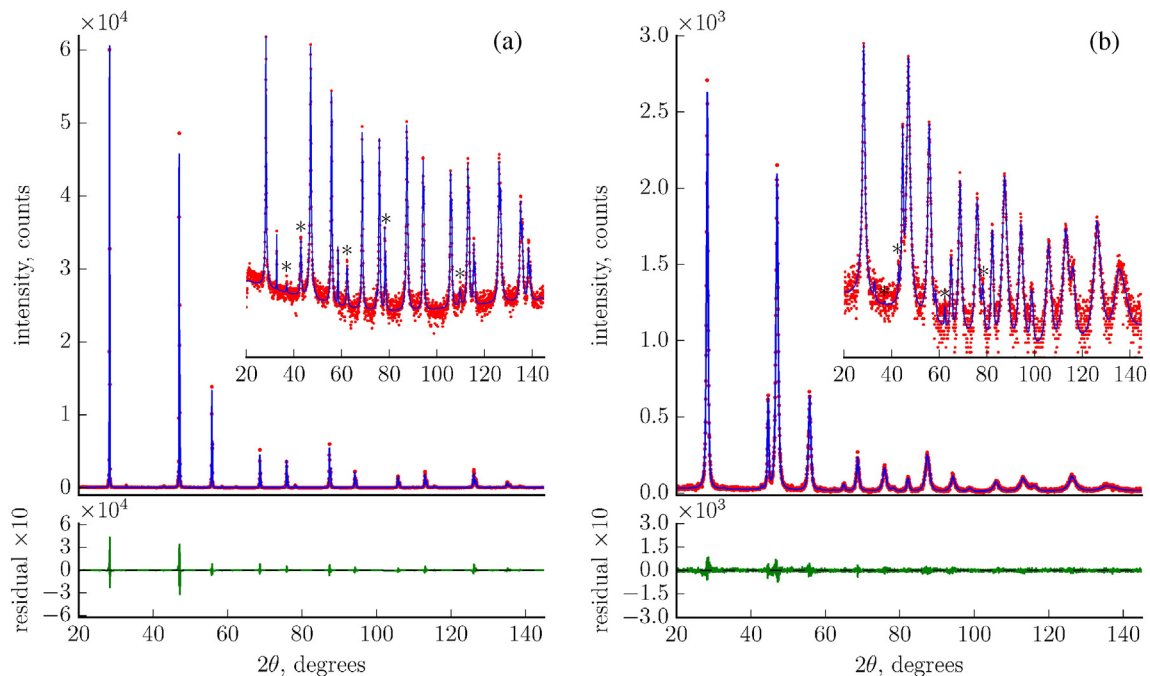 ×10⁴
(a)
6
5
4
3
2
1
0
intensity, counts
* * * * *
20 40 60 80 100 120 140
×10⁴
6
3
0
−3
−6
residual ×10
20 40 60 80 100 120 140
2θ, degrees
×10³
(b)
3.0
2.5
2.0
1.5
1.0
0.5
0.0
intensity, counts
* * * *
20 40 60 80 100 120 140
×10³
3.0
1.5
0.0
−1.5
−3.0
residual ×10
20 40 60 80 100 120 140
2θ, degrees